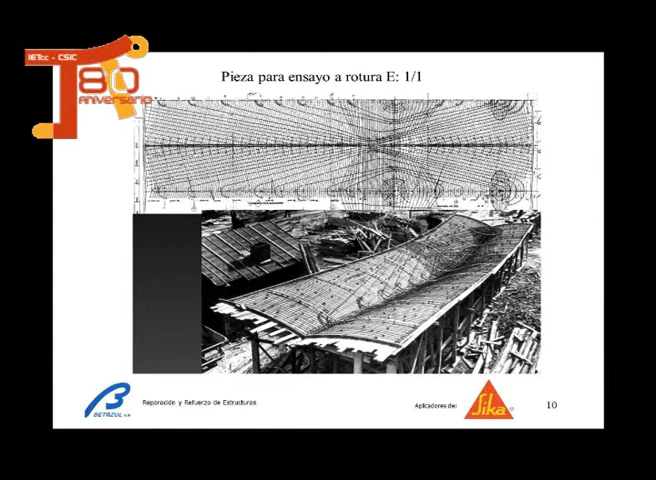 IETcc - CSIC
80
Aniversario
Pieza para ensayo a rotura E: 1/1
BETAZUL s.a
Reparación y Refuerzo de Estructuras
Aplicadores de:
Sika
10